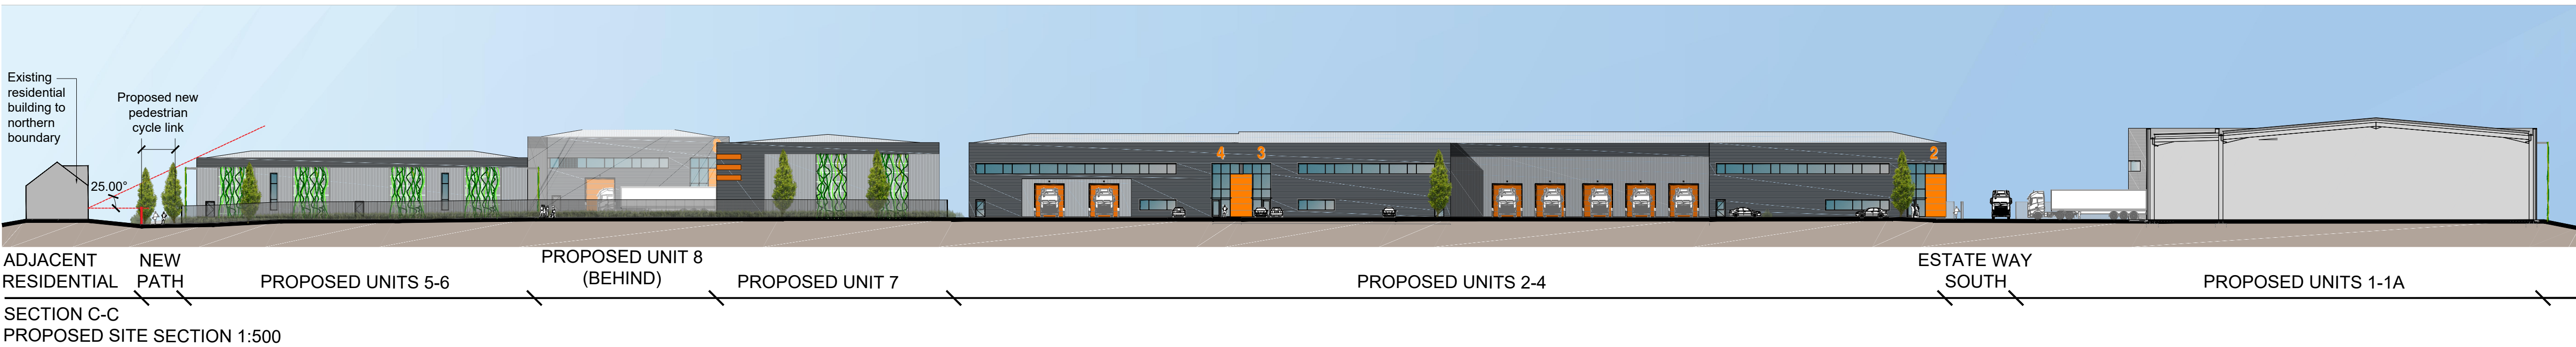 Existing
residential
building to
northern
boundary
Proposed new
pedestrian
cycle link
25.00°
4
3
2
ADJACENT
RESIDENTIAL
NEW
PATH
PROPOSED UNITS 5-6
PROPOSED UNIT 8
(BEHIND)
PROPOSED UNIT 7
PROPOSED UNITS 2-4
ESTATE WAY
SOUTH
PROPOSED UNITS 1-1A
SECTION C-C
PROPOSED SITE SECTION 1:500